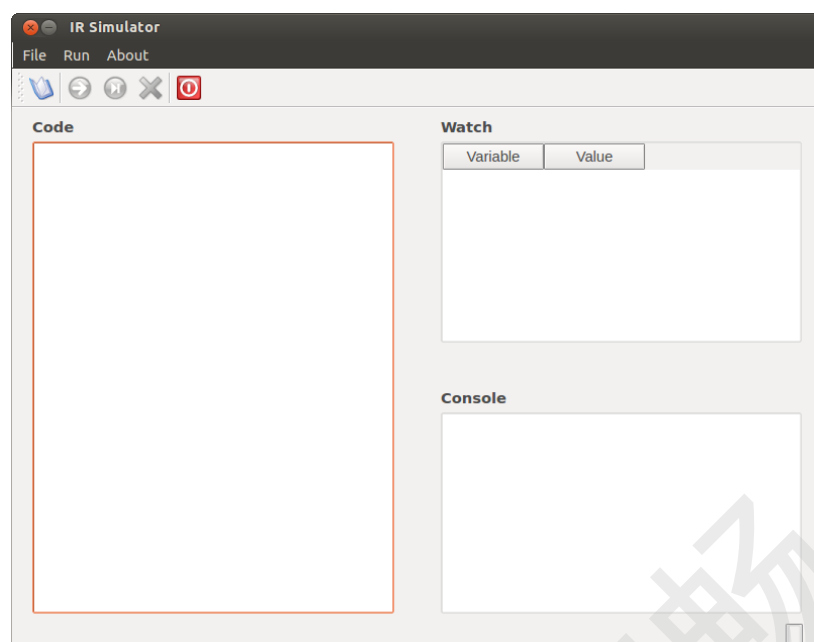 IR Simulator
File Run About
Code
Watch
Variable Value
Console